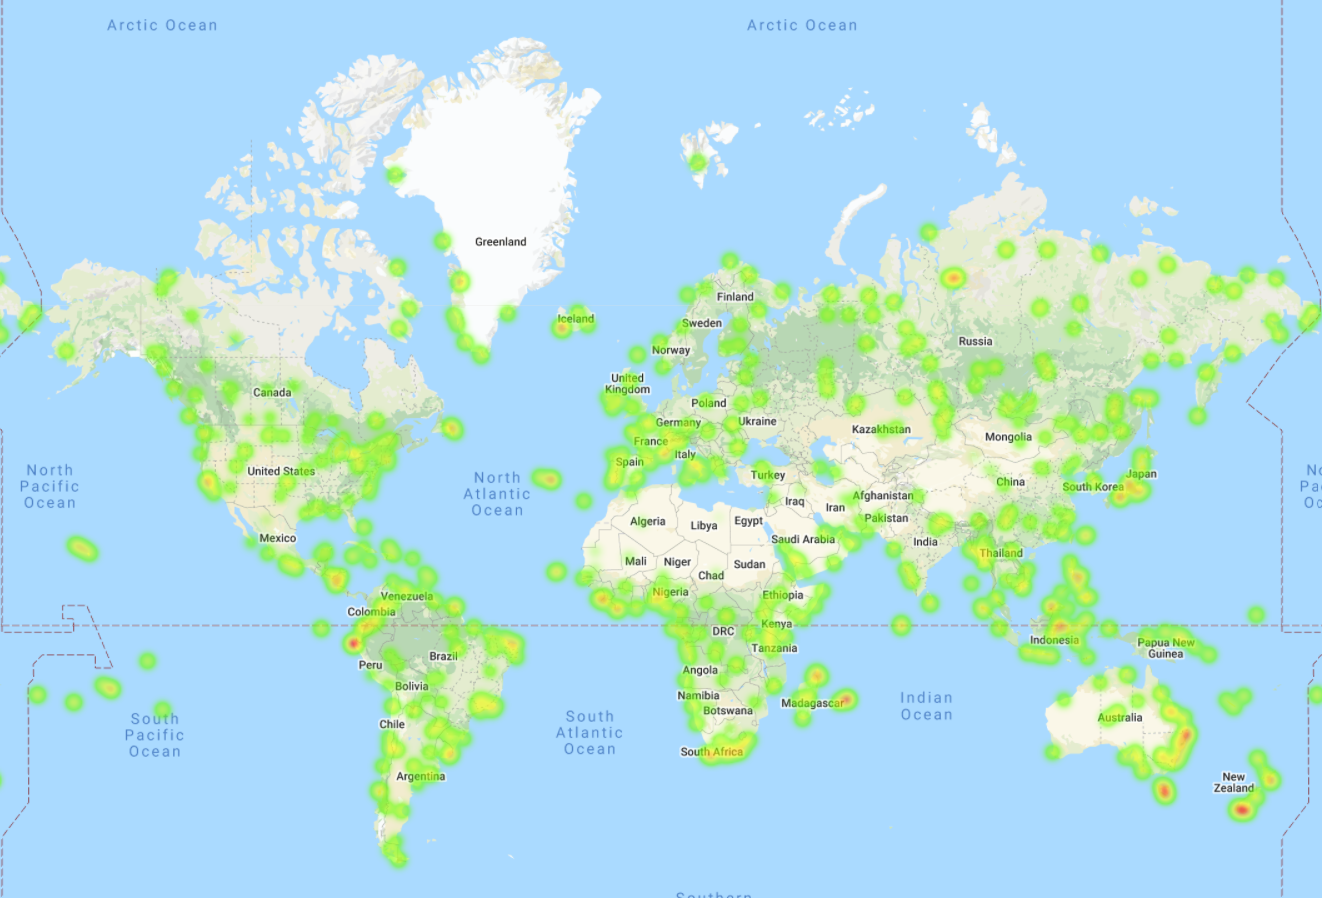 Arctic Ocean
Arctic Ocean
Greenland
Iceland
Finland
Sweden
Norway
Russia
United
Kingdom
Canada
Poland
Germany
Ukraine
France
Kazakhstan
Mongolia
Italy
Spain
North
Pacific
Ocean
United States
North
Atlantic
Ocean
Turkey
China
Japan
South Korea
No
Pa
Oc
Iraq
Iran
Afghanistan
Pakistan
Algeria
Libya
Egypt
Mexico
Saudi Arabia
India
Thailand
Mali
Niger
Sudan
Chad
Nigeria
Ethiopia
Venezuela
Colombia
Kenya
DRC
Tanzania
Indonesia
Papua New
Guinea
Brazil
Peru
Angola
Bolivia
Namibia
Botswana
Madagascar
Indian
Ocean
Australia
South
Pacific
Ocean
Chile
South
Atlantic
Ocean
South Africa
Argentina
New
Zealand
Southern